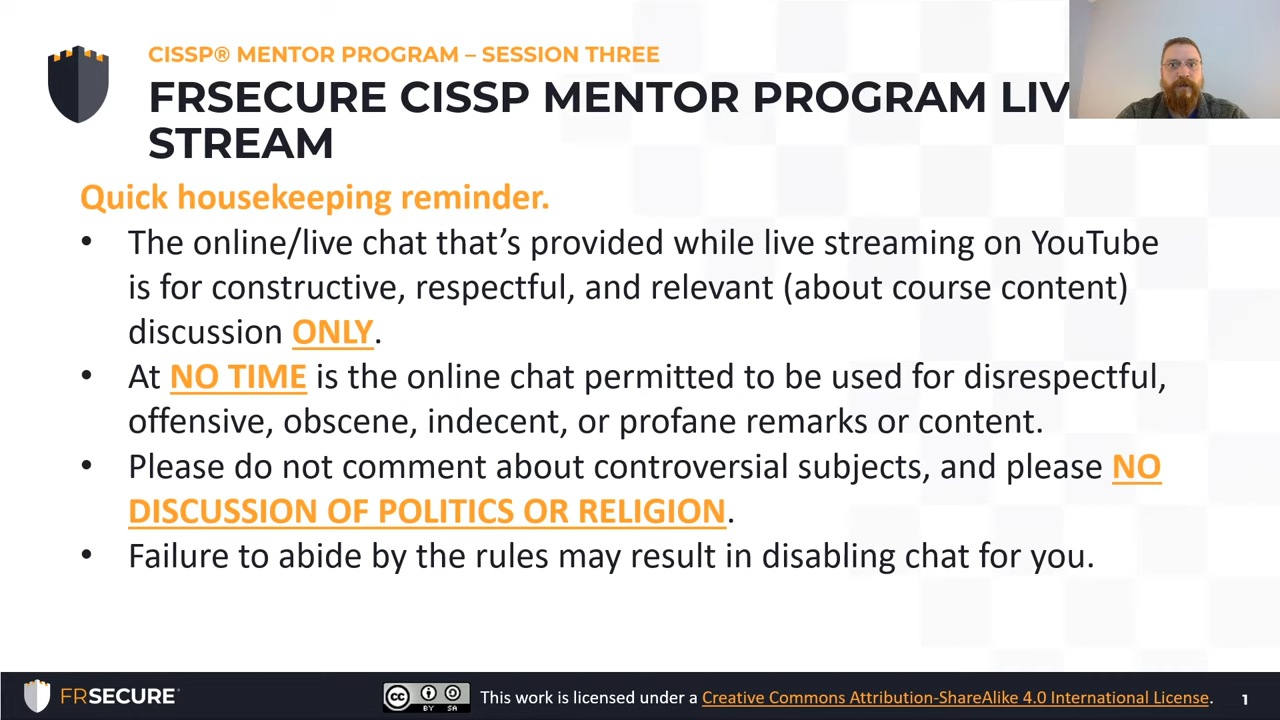 CISSP® MENTOR PROGRAM – SESSION THREE
FRSECURE CISSP MENTOR PROGRAM LIV
STREAM
Quick housekeeping reminder.
• The online/live chat that's provided while live streaming on YouTube
is for constructive, respectful, and relevant (about course content)
discussion ONLY.
• At NO TIME is the online chat permitted to be used for disrespectful,
offensive, obscene, indecent, or profane remarks or content.
• Please do not comment about controversial subjects, and please NO
DISCUSSION OF POLITICS OR RELIGION.
• Failure to abide by the rules may result in disabling chat for you.
FRSECURE®
cc BY SA
This work is licensed under a Creative Commons Attribution-ShareAlike 4.0 International License.
1